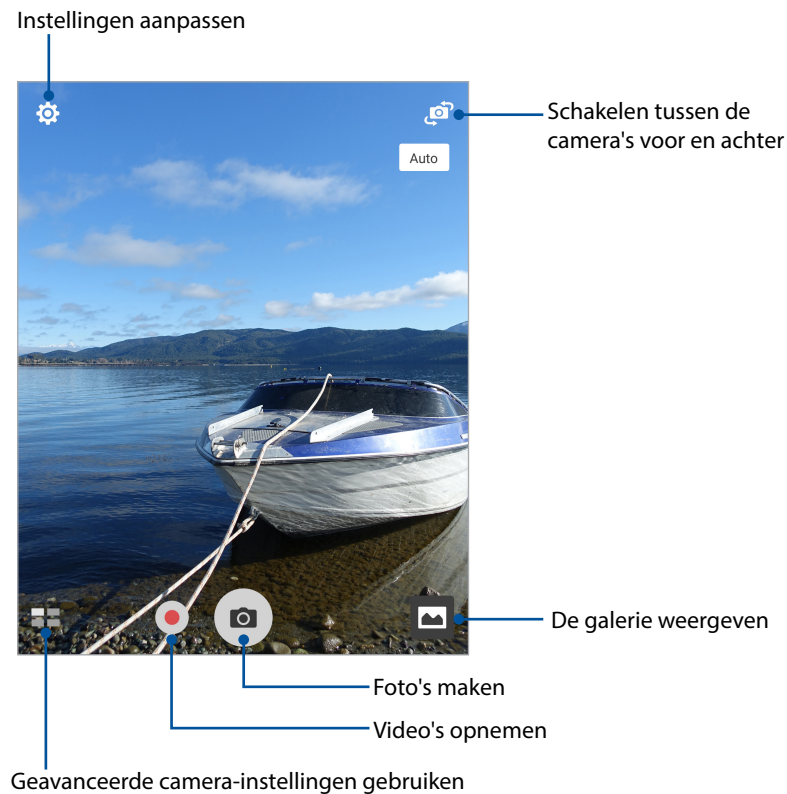 Instellingen aanpassen
Schakelen tussen de
camera's voor en achter
Auto
De galerie weergeven
Foto's maken
Video's opnemen
Geavanceerde camera-instellingen gebruiken